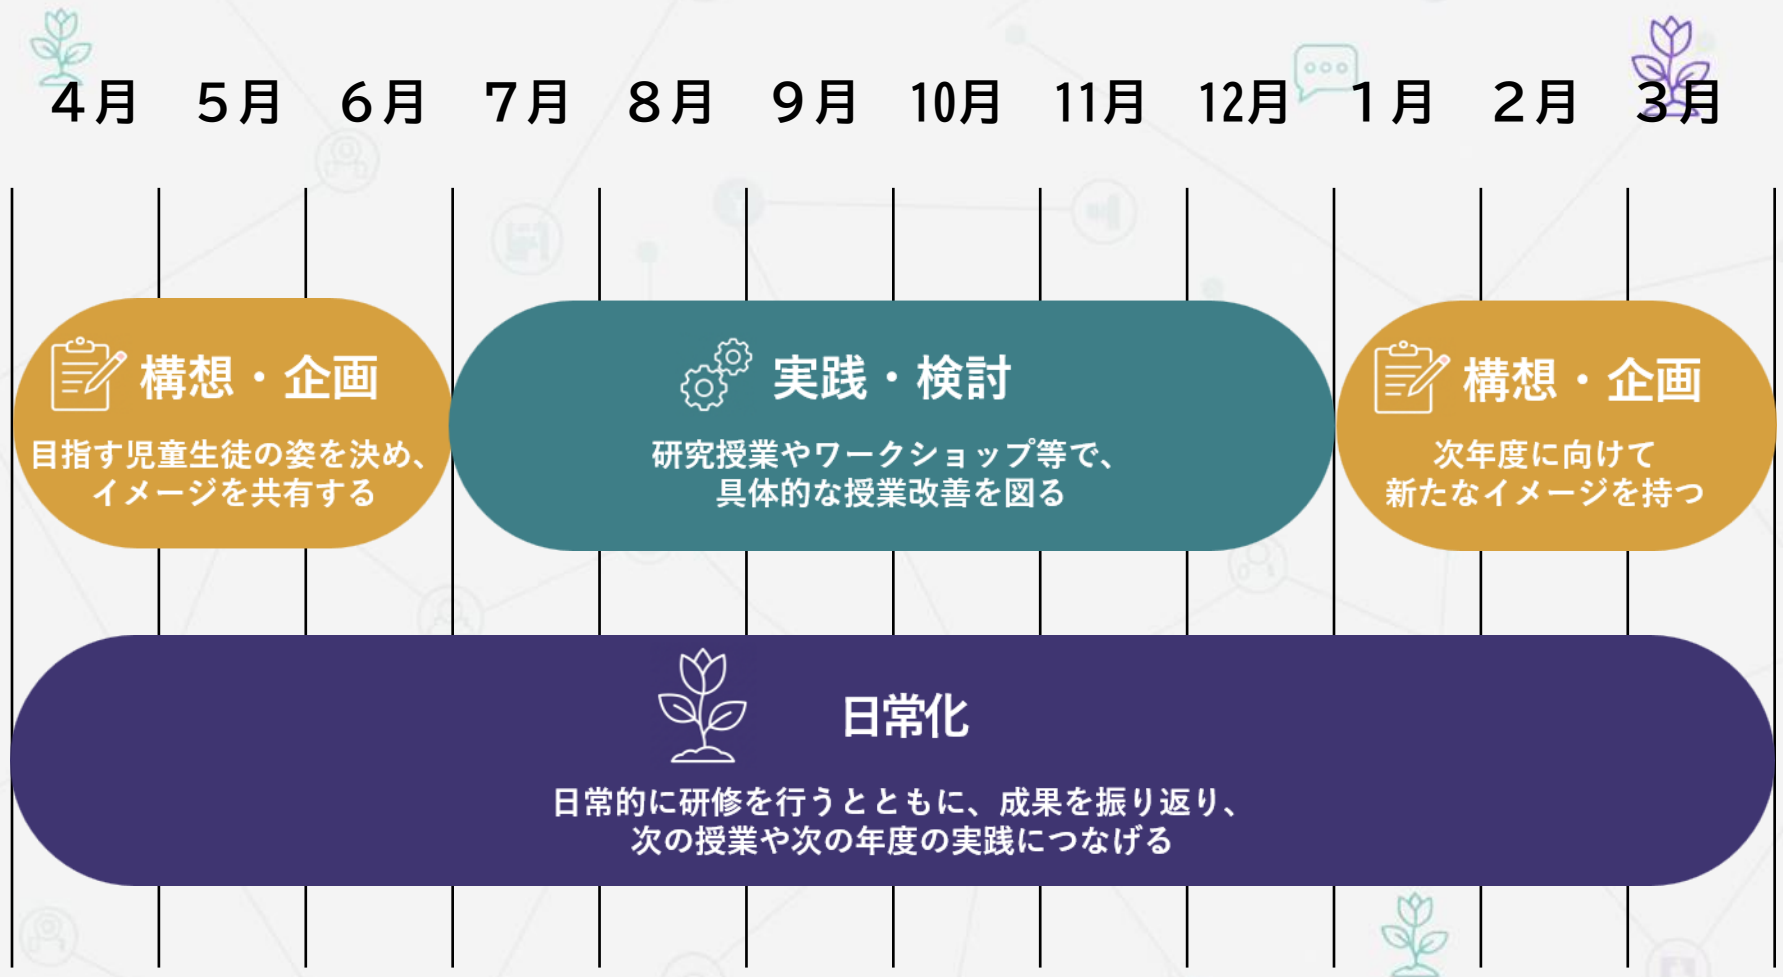 4月 5月 6月 7月 8月 9月 10月 11月 12月 1月 2月 3月
構想・企画
目指す児童生徒の姿を決め、
イメージを共有する
実践・検討
研究授業やワークショップ等で、
具体的な授業改善を図る
構想・企画
次年度に向けて
新たなイメージを持つ
日常化
日常的に研修を行うとともに、成果を振り返り、
次の授業や次の年度の実践につなげる